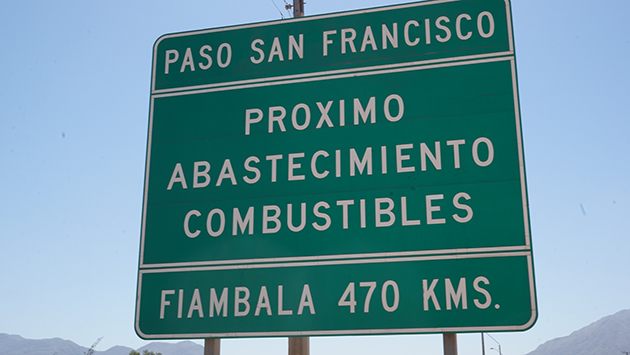 PASO SAN FRANCISCO
PROXIMO
ABASTECIMIENTO
COMBUSTIBLES
FIAMBALA 470 KMS.